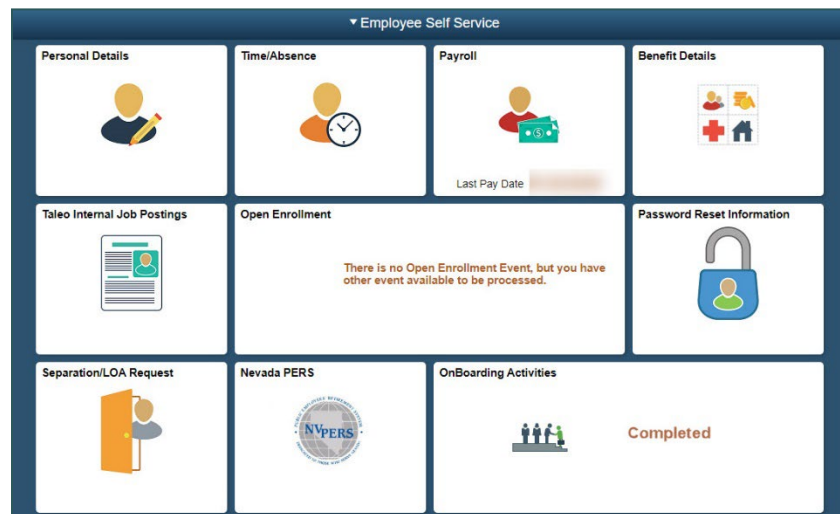 Employee Self Service
Personal Details
Time/Absence
Payroll
Benefit Details
Last Pay Date
Taleo Internal Job Postings
Open Enrollment
Password Reset Information
There is no Open Enrollment Event, but you have
other event available to be processed.
Separation/LOA Request
Nevada PERS
OnBoarding Activities
NVPERS
Completed